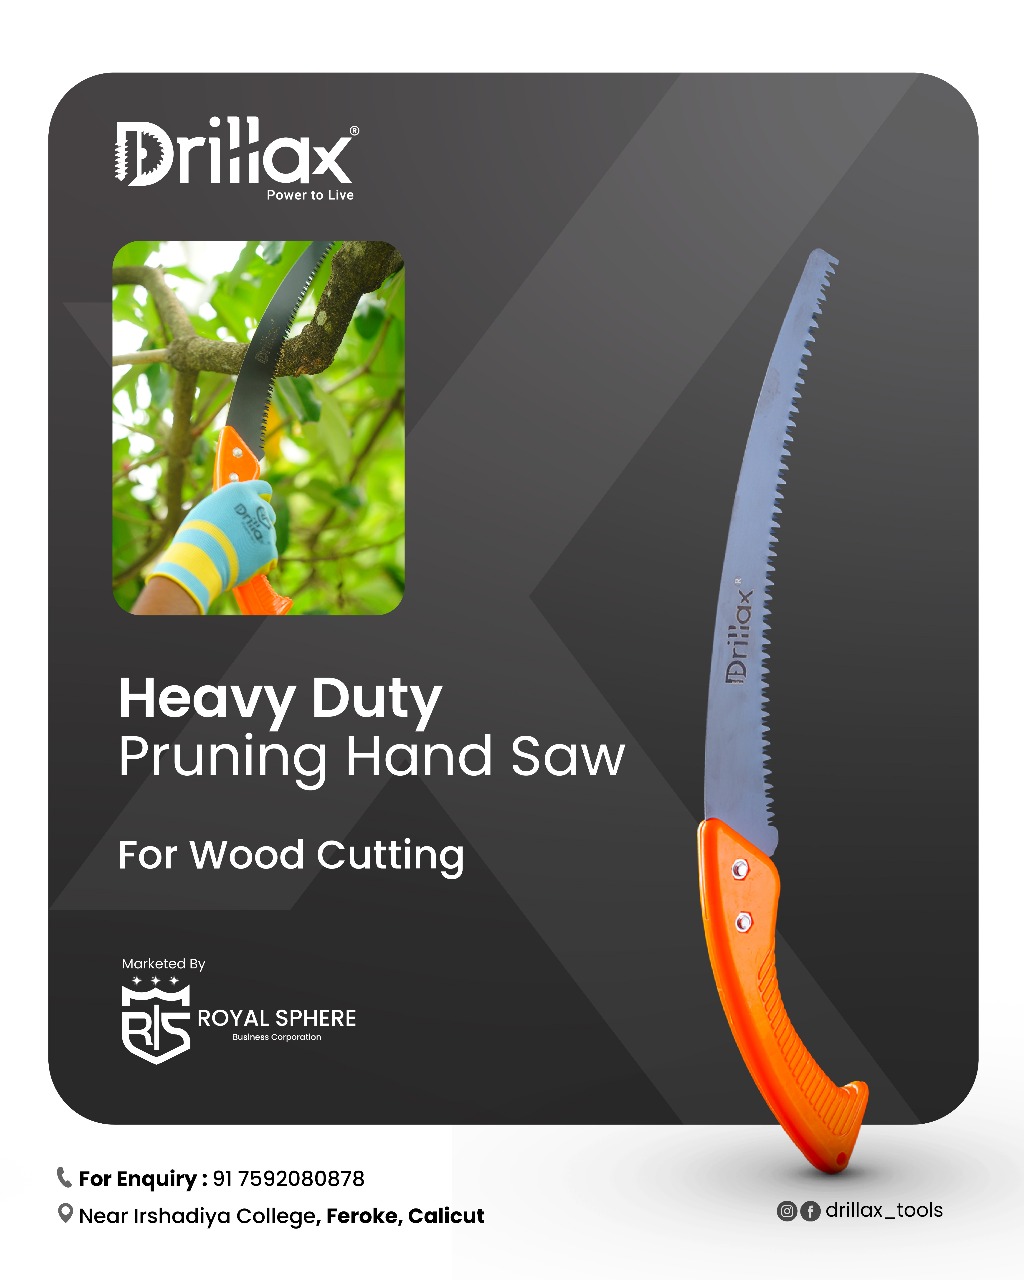 Drillax®
Power to Live
Drillax
Drillax®
Heavy Duty
Pruning Hand Saw
For Wood Cutting
Marketed By
RS ROYAL SPHERE
Business Corporation
For Enquiry : 91 7592080878
Near Irshadiya College, Feroke, Calicut
drillax_tools